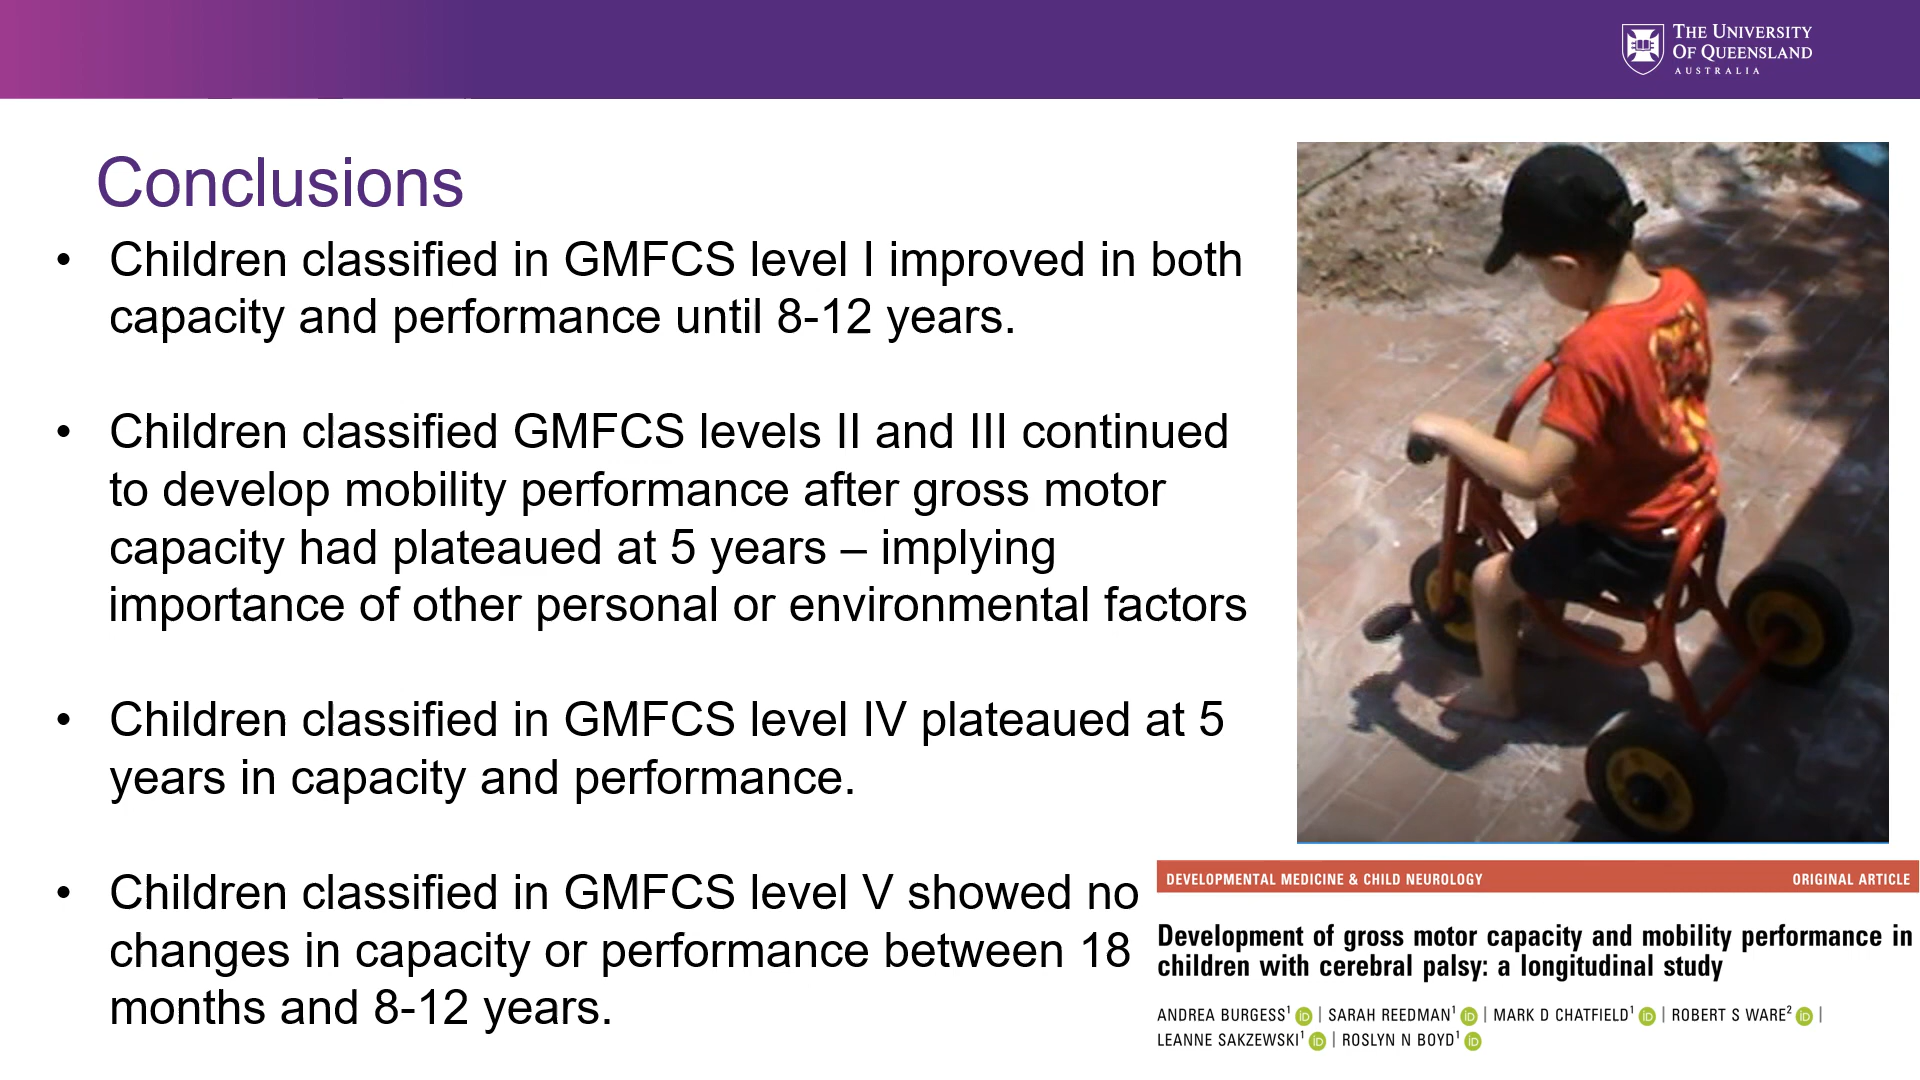 THE UNIVERSITY
OF QUEENSLAND
AUSTRALIA
Conclusions
• Children classified in GMFCS level I improved in both
capacity and performance until 8-12 years.
• Children classified GMFCS levels II and III continued
to develop mobility performance after gross motor
capacity had plateaued at 5 years – implying
importance of other personal or environmental factors
• Children classified in GMFCS level IV plateaued at 5
years in capacity and performance.
• Children classified in GMFCS level V showed no
changes in capacity or performance between 18
months and 8-12 years.
DEVELOPMENTAL MEDICINE & CHILD NEUROLOGY ORIGINAL ARTICLE
Development of gross motor capacity and mobility performance in
children with cerebral palsy: a longitudinal study
ANDREA BURGESS¹ iD | SARAH REEDMAN¹ iD | MARK D CHATFIELD¹ iD | ROBERT S WARE² iD |
LEANNE SAKZEWSKI¹ iD | ROSLYN N BOYD¹ iD